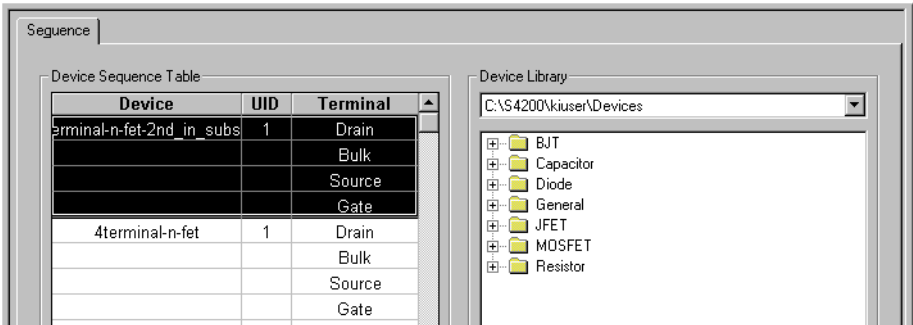 Sequence
Device Sequence Table
Device UID Terminal
erminal-n-fet-2nd_in_subs 1 Drain
Bulk
Source
Gate
4terminal-n-fet 1 Drain
Bulk
Source
Gate
Device Library
C:\S4200\kiuser\Devices
BJT
Capacitor
Diode
General
JFET
MOSFET
Resistor